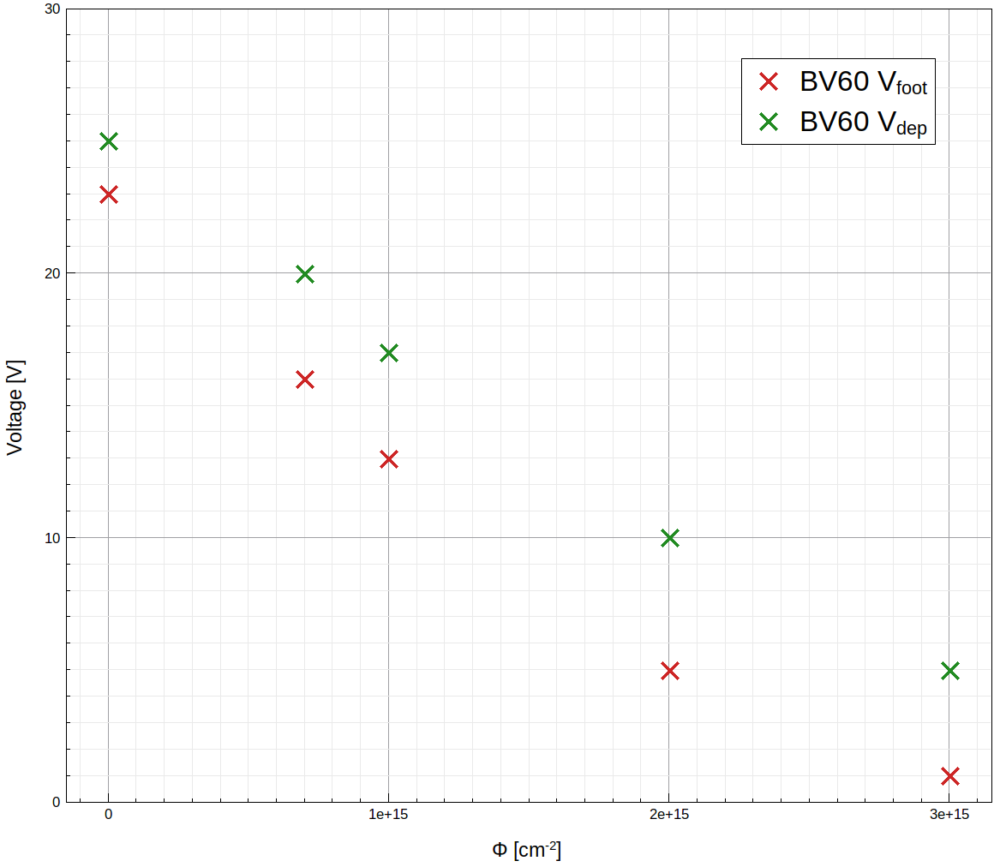 30
BV60 Vfoot
BV60 Vdep
20
Voltage [V]
10
0
0 1e+15 2e+15 3e+15
Φ [cm-2]